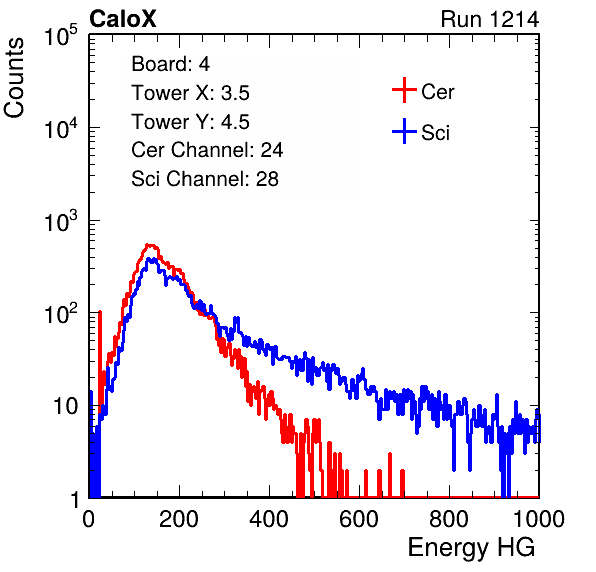 CaloX Run 1214
Counts
Board: 4
Tower X: 3.5
Tower Y: 4.5
Cer Channel: 24
Sci Channel: 28
Cer
Sci
10^5
10^4
10^3
10^2
10
1
0 200 400 600 800 1000
Energy HG